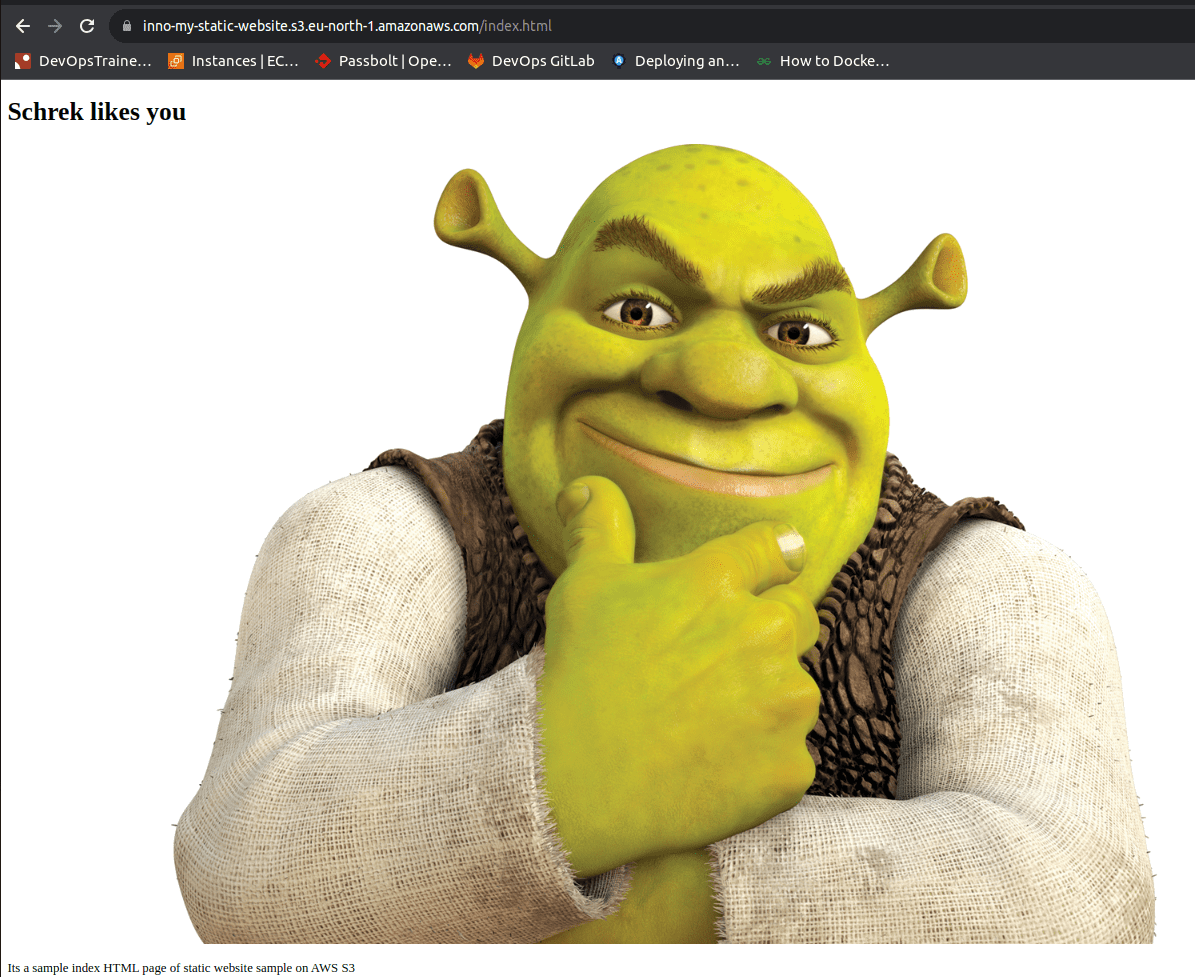 inno-my-static-website.s3.eu-north-1.amazonaws.com/index.html
DevOpsTraine... Instances | EC... Passbolt | Ope... DevOps GitLab Deploying an... How to Docke...
Schrek likes you
Its a sample index HTML page of static website sample on AWS S3